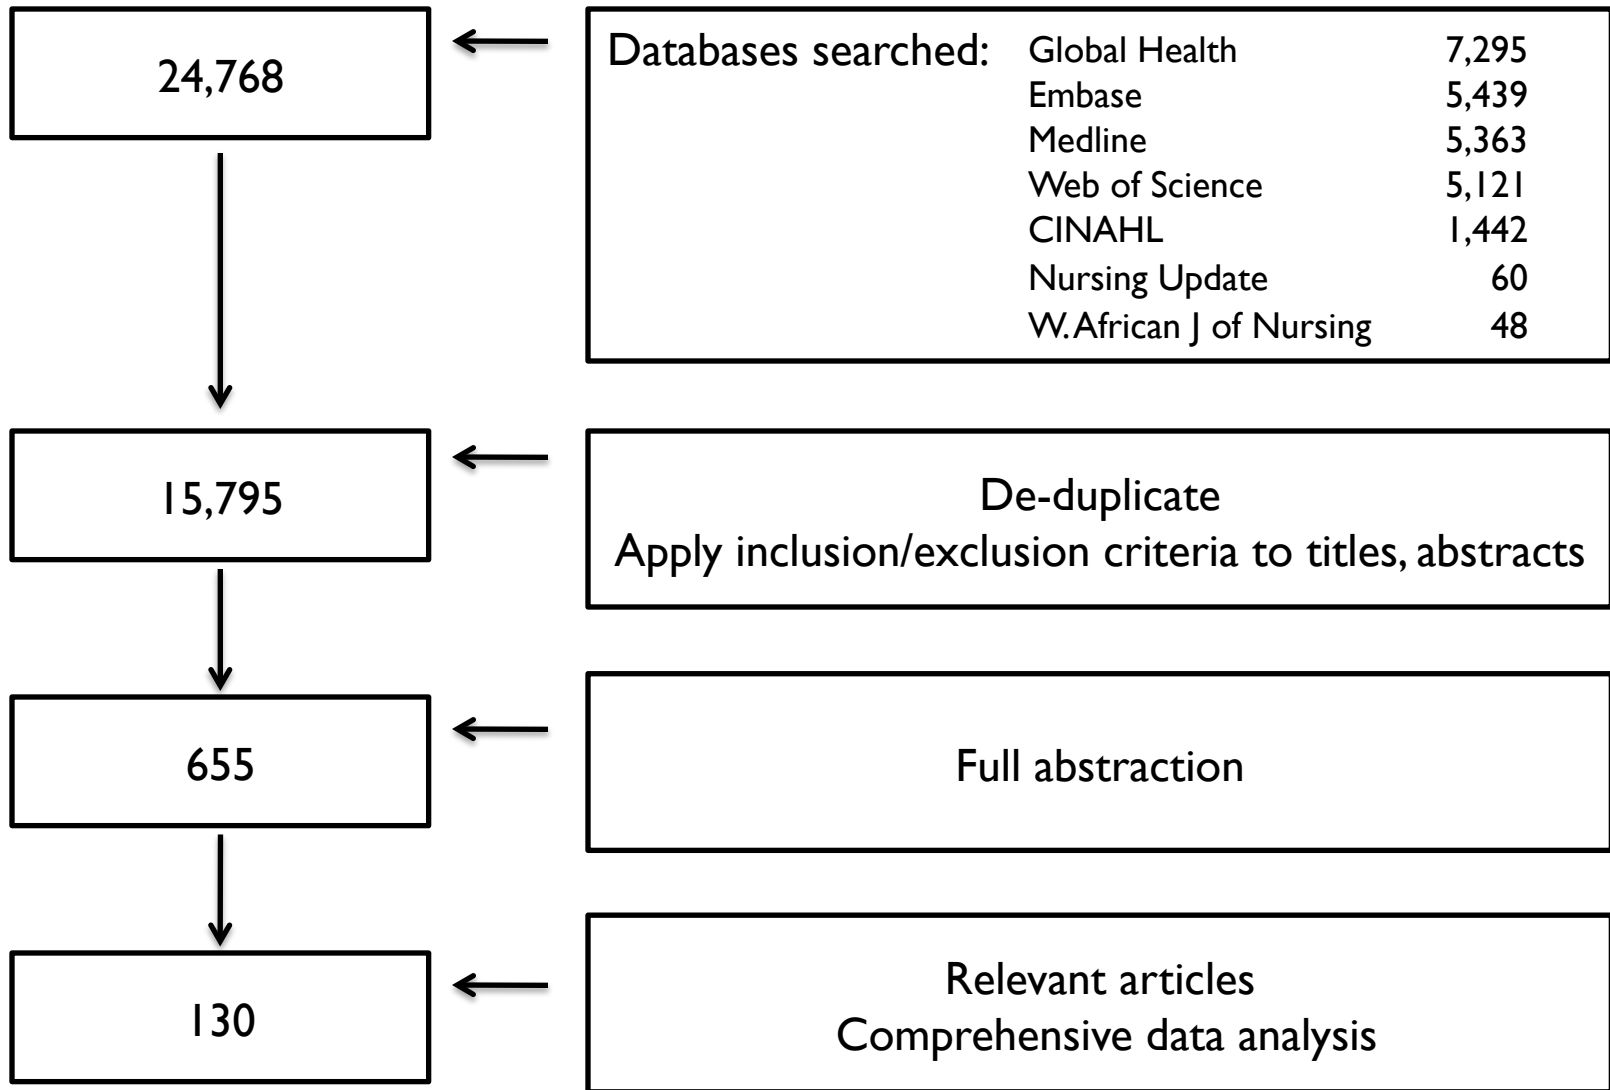 24,768
Databases searched: Global Health 7,295
Embase 5,439
Medline 5,363
Web of Science 5,121
CINAHL 1,442
Nursing Update 60
W. African J of Nursing 48
15,795
De-duplicate
Apply inclusion/exclusion criteria to titles, abstracts
655
Full abstraction
130
Relevant articles
Comprehensive data analysis